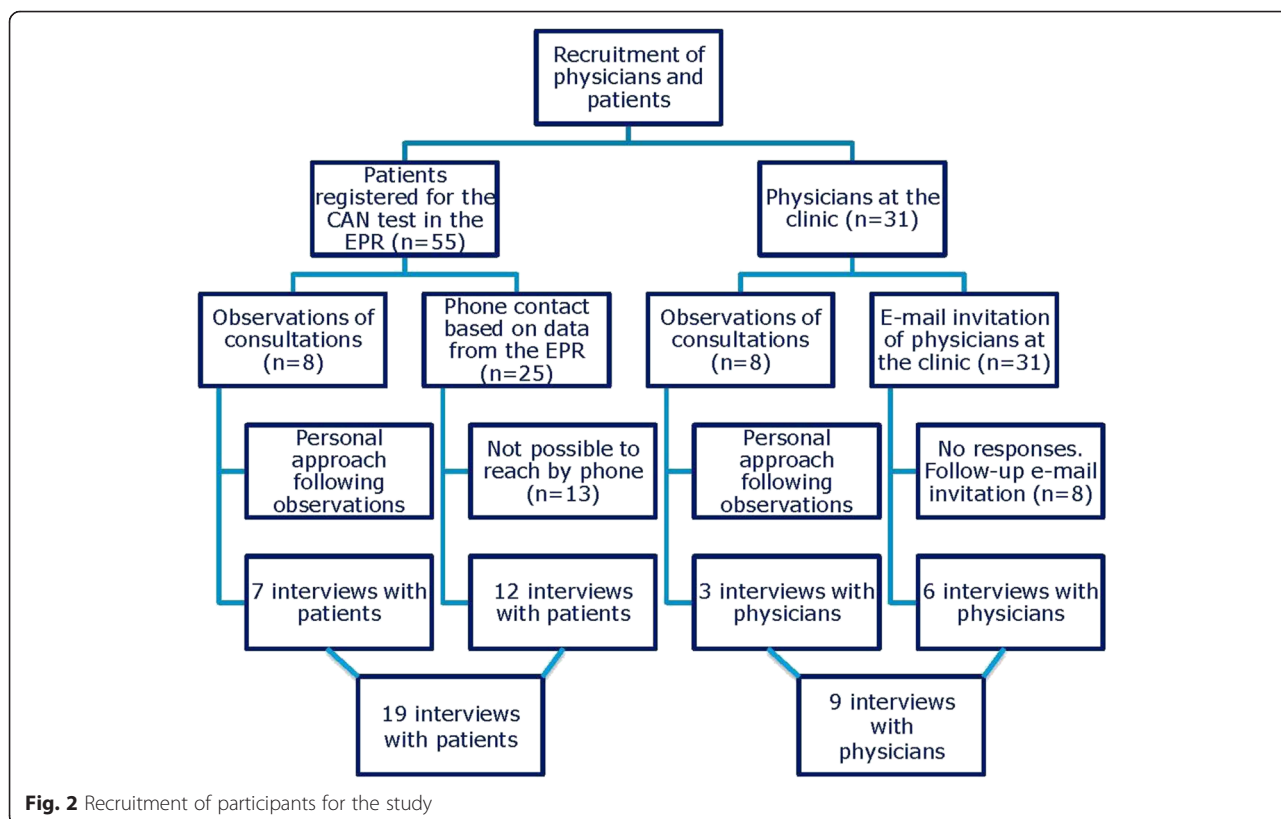 Recruitment of
physicians and
patients
Patients
registered for the
CAN test in the
EPR (n=55)
Physicians at the
clinic (n=31)
Observations of
consultations
(n=8)
Phone contact
based on data
from the EPR
(n=25)
Observations of
consultations
(n=8)
E-mail invitation
of physicians at
the clinic (n=31)
Personal
approach
following
observations
Not possible to
reach by phone
(n=13)
Personal
approach
following
observations
No responses.
Follow-up e-mail
invitation (n=8)
7 interviews with
patients
12 interviews
with patients
3 interviews with
physicians
6 interviews with
physicians
19 interviews
with patients
9 interviews
with
physicians
Fig. 2 Recruitment of participants for the study